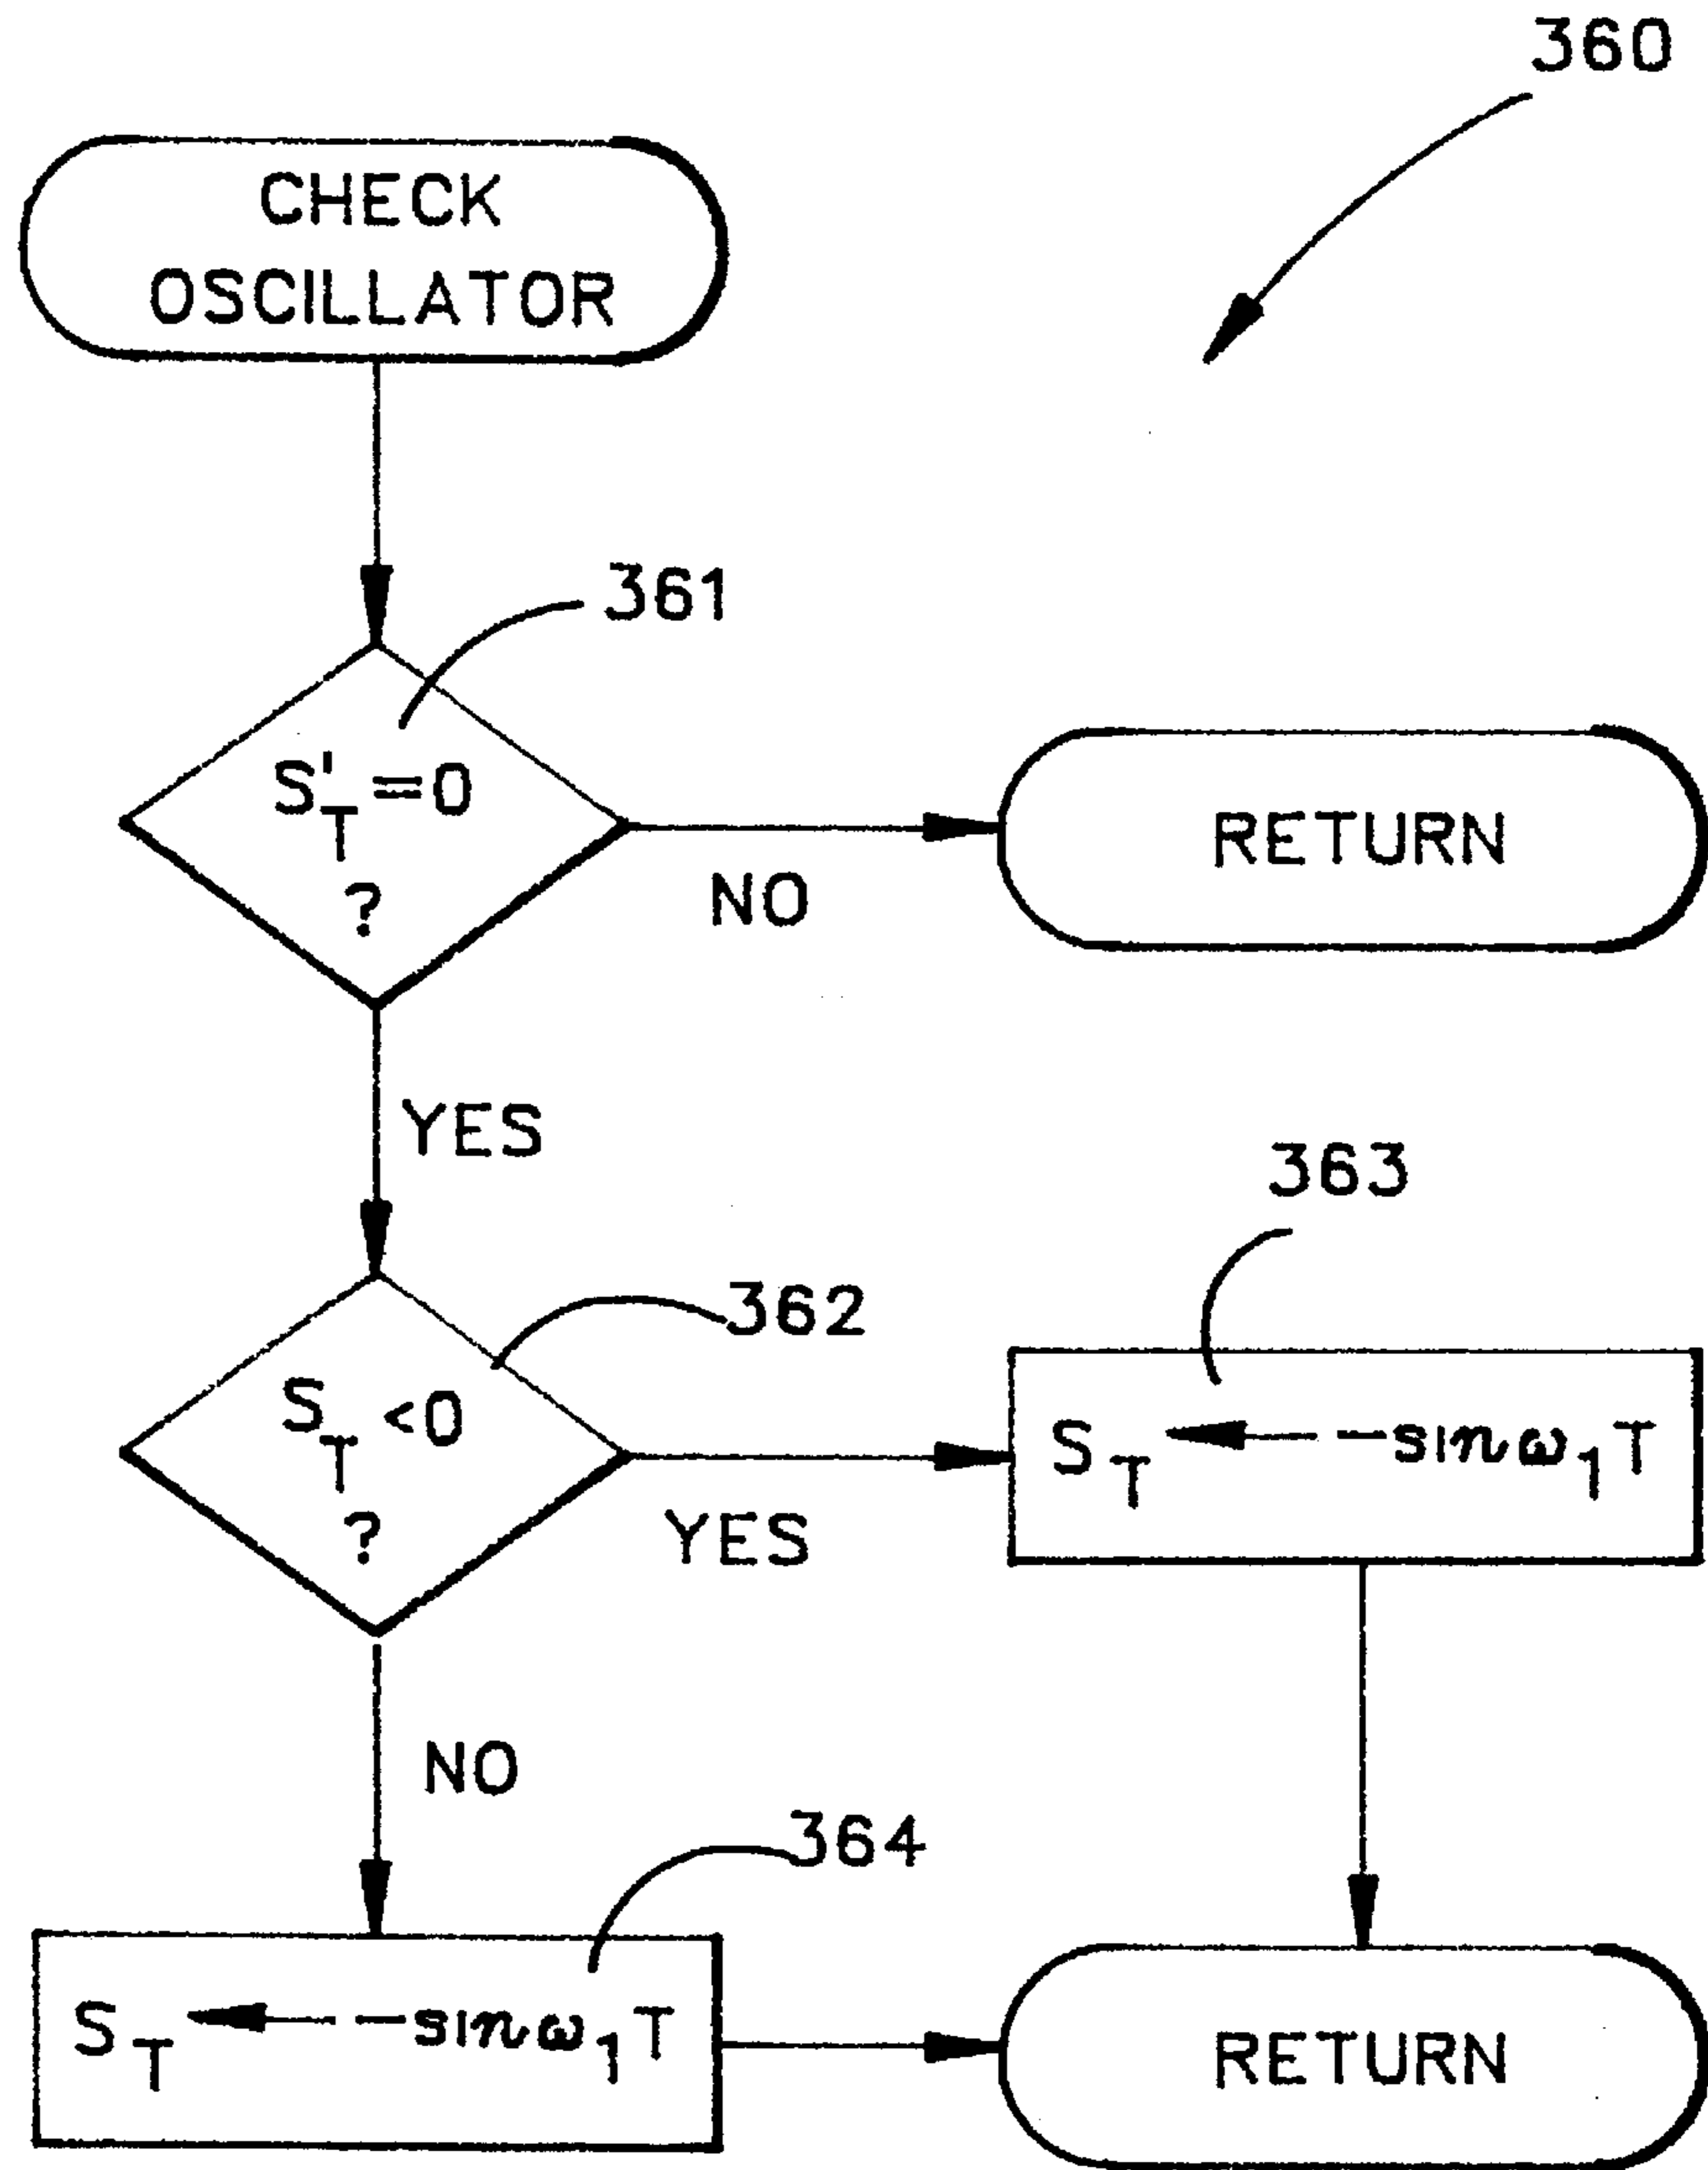 360
CHECK
OSCILLATOR
361
S'T=0
?
NO
RETURN
YES
362
ST<0
?
YES
363
ST ← −sinω1T
NO
364
ST ← −sinω1T
RETURN